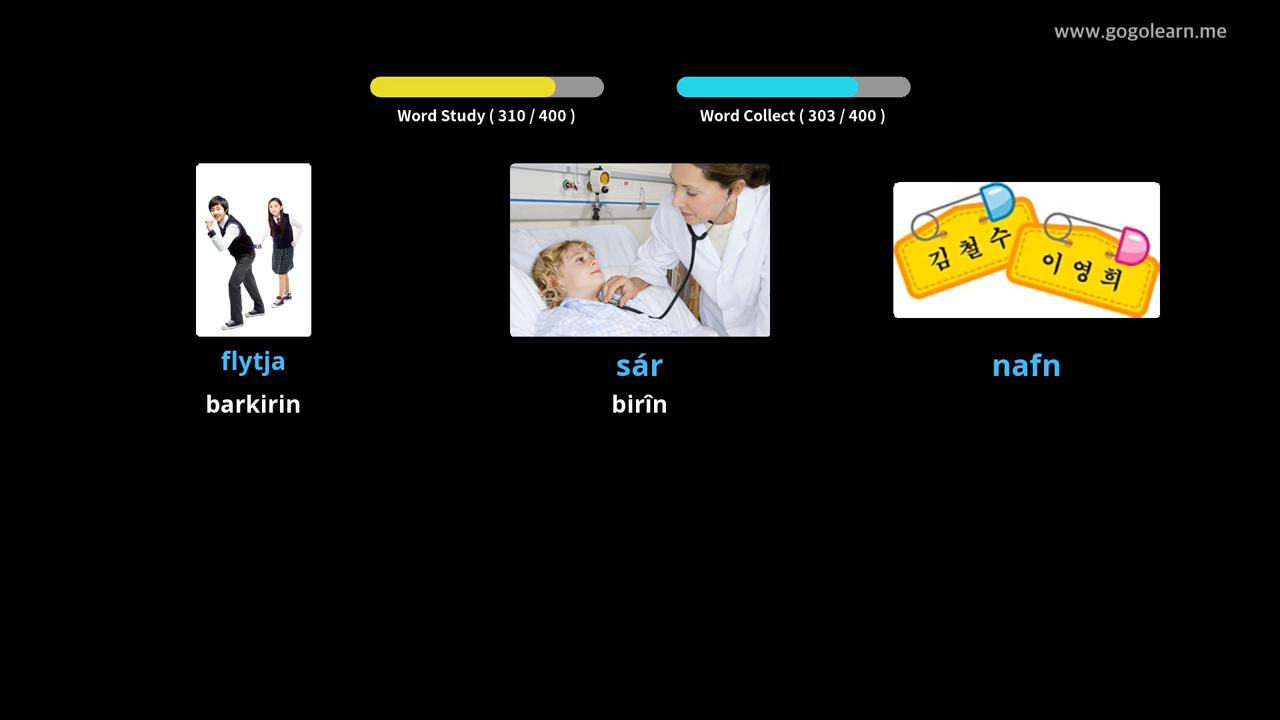 www.gogolearn.me
Word Study ( 310 / 400 )
Word Collect ( 303 / 400 )
김철수
이영희
flytja
sár
nafn
barkirin
birîn